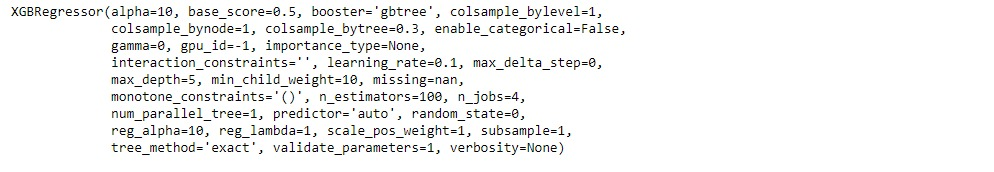 XGBRegressor(alpha=10, base_score=0.5, booster='gbtree', colsample_bylevel=1,
colsample_bynode=1, colsample_bytree=0.3, enable_categorical=False,
gamma=0, gpu_id=-1, importance_type=None,
interaction_constraints='', learning_rate=0.1, max_delta_step=0,
max_depth=5, min_child_weight=10, missing=nan,
monotone_constraints='()', n_estimators=100, n_jobs=4,
num_parallel_tree=1, predictor='auto', random_state=0,
reg_alpha=10, reg_lambda=1, scale_pos_weight=1, subsample=1,
tree_method='exact', validate_parameters=1, verbosity=None)